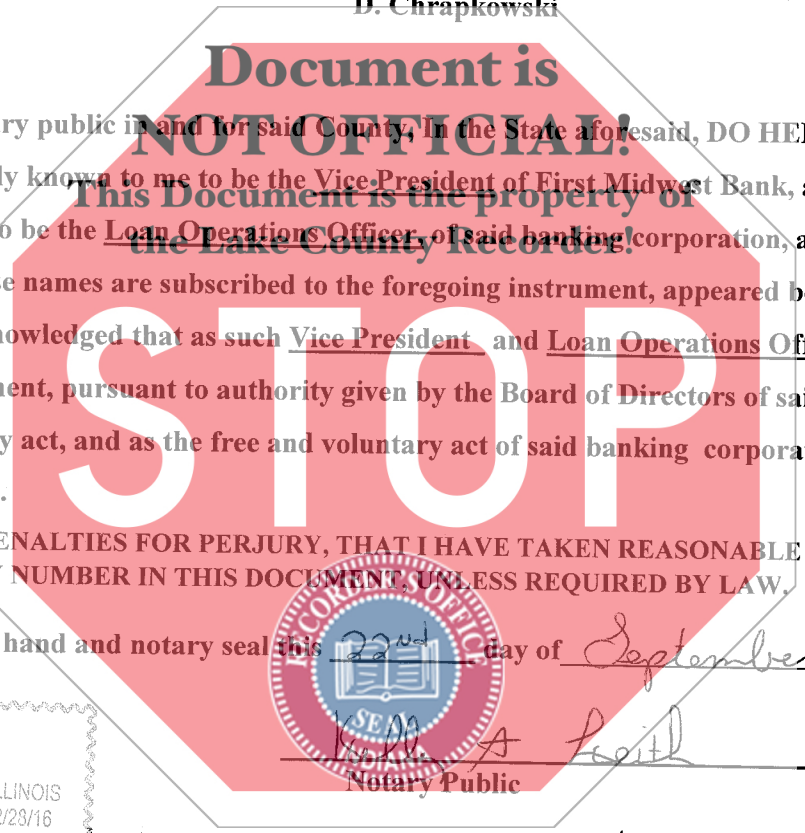 D. Chrapkowski
Document is
NOT OFFICIAL!
This Document is the property of
the Lake County Recorder!
ry public in and for said County, In the State aforesaid, DO HE
ly known to me to be the Vice President of First Midwest Bank, a
o be the Loan Operations Officer, of said banking corporation, a
e names are subscribed to the foregoing instrument, appeared be
nowledged that as such Vice President and Loan Operations Off
STOP
nent, pursuant to authority given by the Board of Directors of sai
y act, and as the free and voluntary act of said banking corpora
.
ENALTIES FOR PERJURY, THAT I HAVE TAKEN REASONABLE
Y NUMBER IN THIS DOCUMENT, UNLESS REQUIRED BY LAW.
hand and notary seal this 22nd day of September
RECORDER'S OFFICE
SEAL
INDIANA
Notary Public
LLINOIS
2/28/16